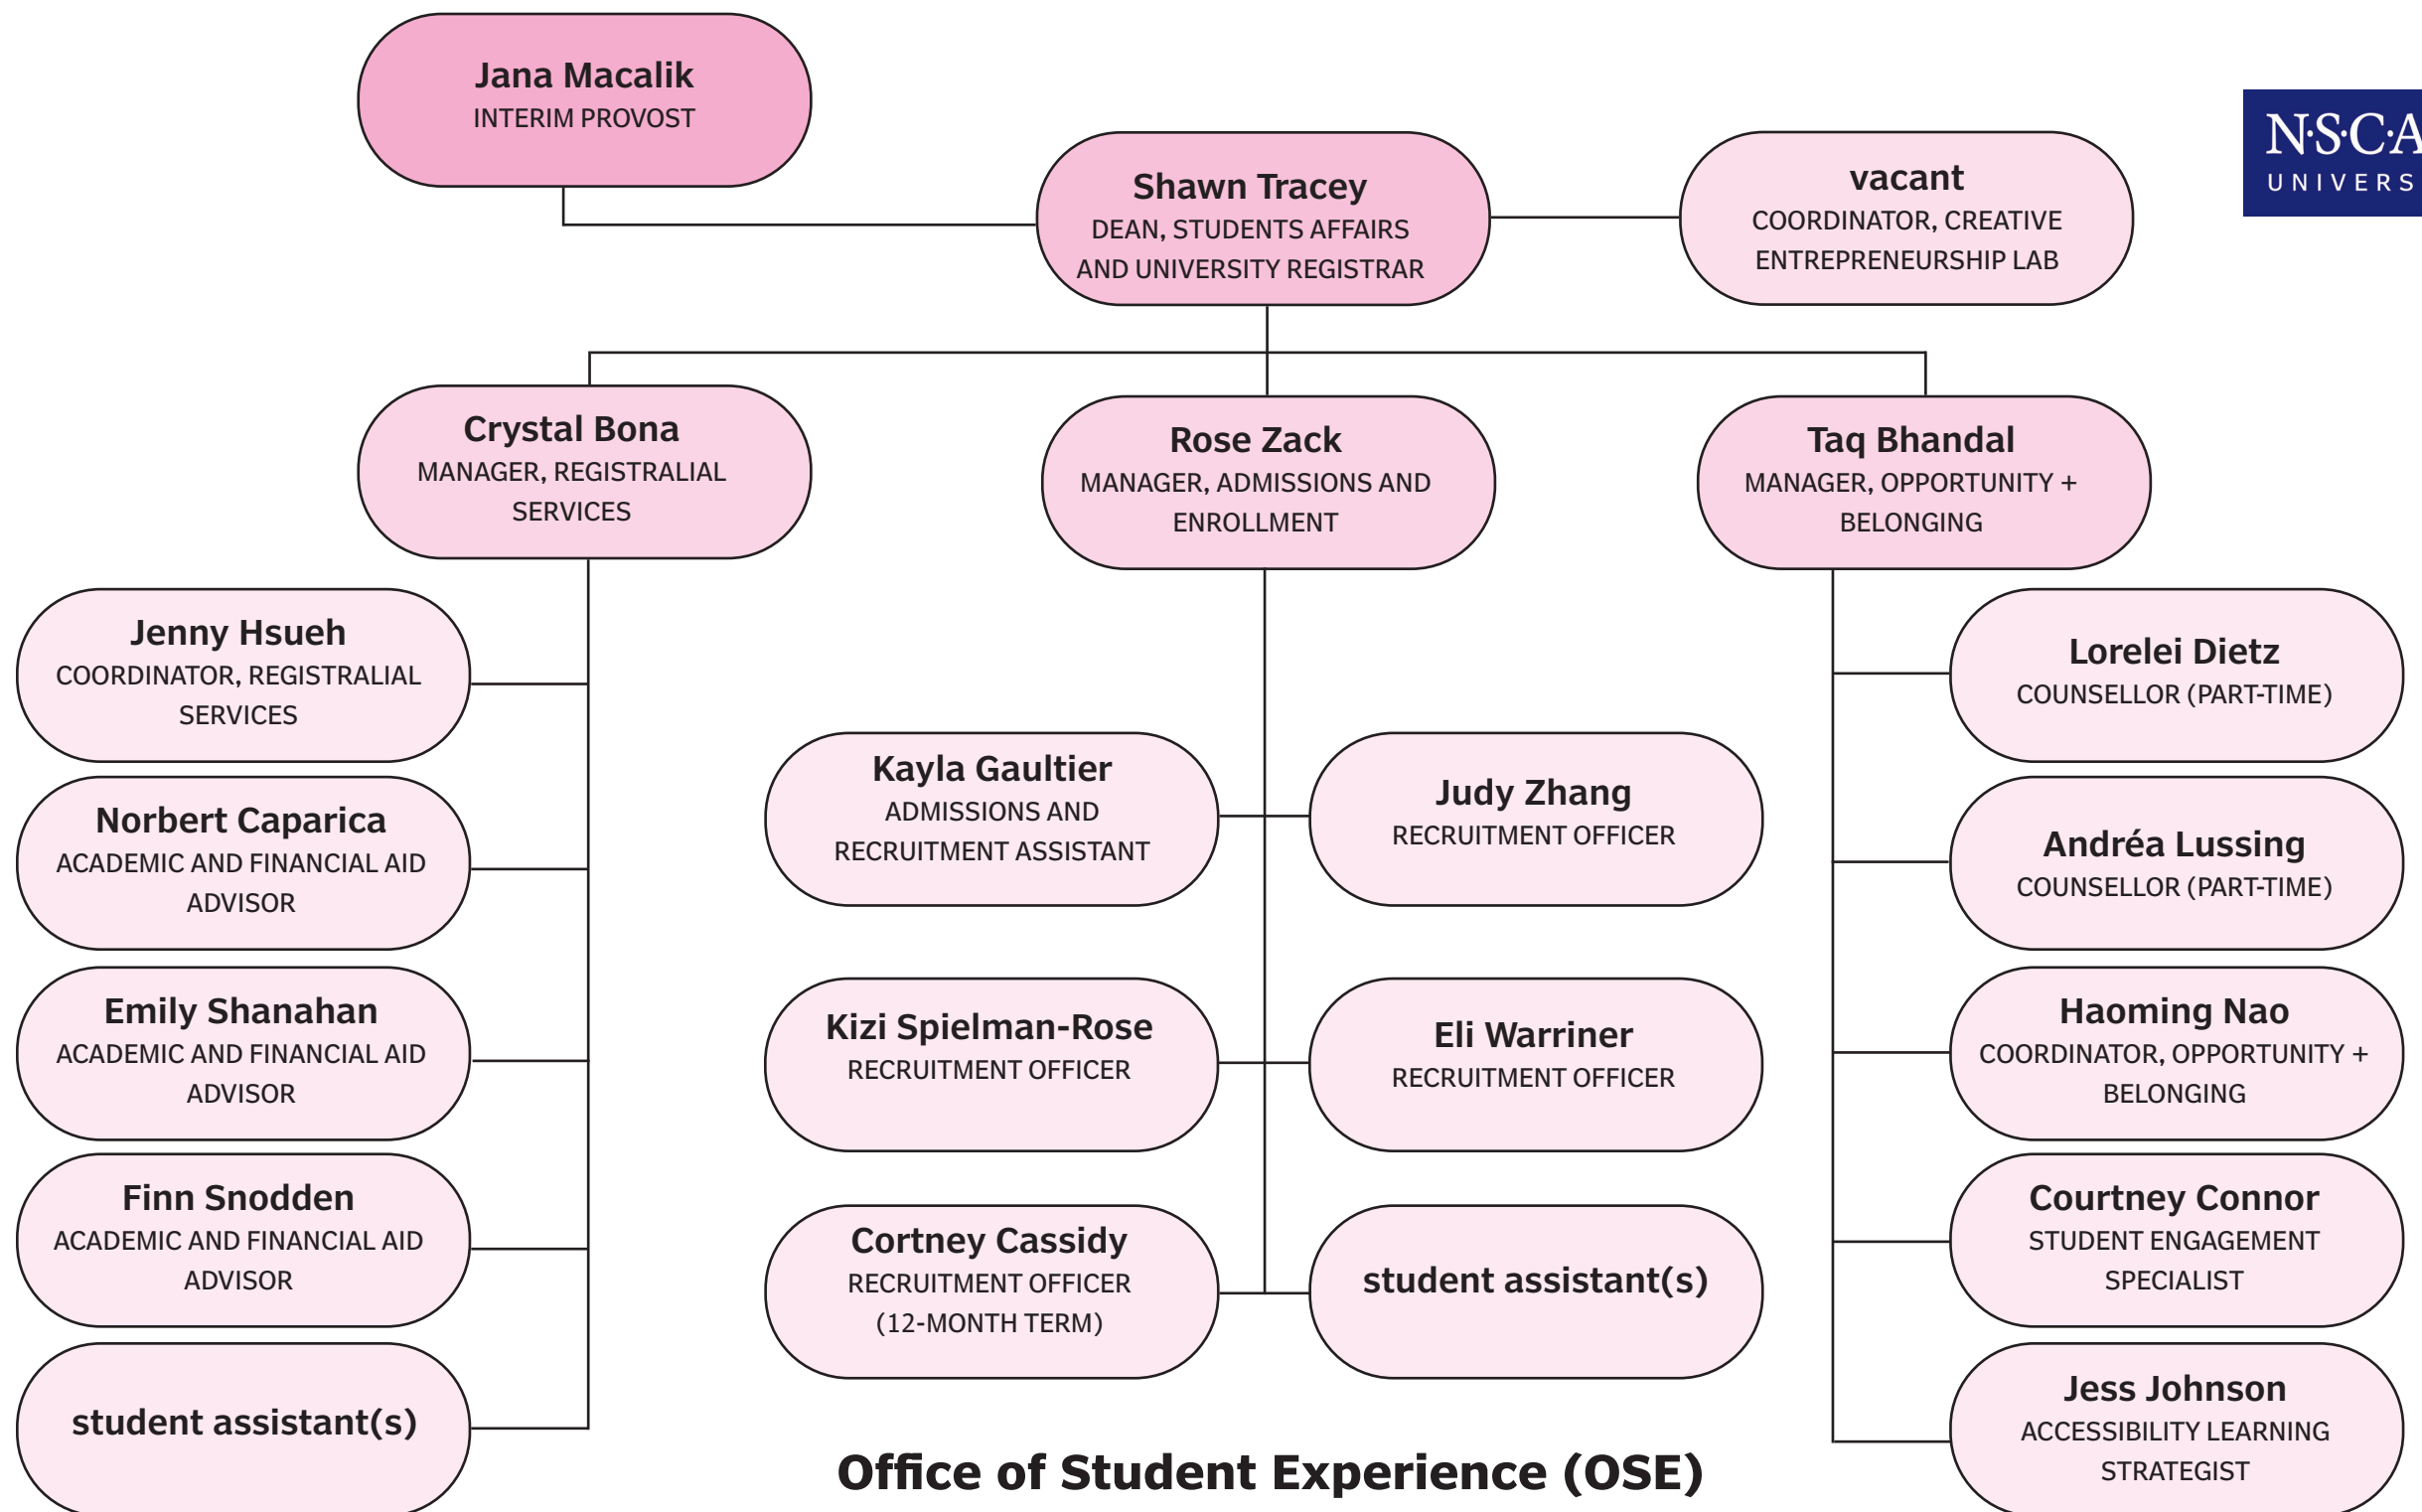 Jana Macalik
INTERIM PROVOST
Shawn Tracey
DEAN, STUDENTS AFFAIRS
AND UNIVERSITY REGISTRAR
vacant
COORDINATOR, CREATIVE
ENTREPRENEURSHIP LAB
N·S·C·A
UNIVERS
Crystal Bona
MANAGER, REGISTRALIAL
SERVICES
Rose Zack
MANAGER, ADMISSIONS AND
ENROLLMENT
Taq Bhandal
MANAGER, OPPORTUNITY +
BELONGING
Jenny Hsueh
COORDINATOR, REGISTRALIAL
SERVICES
Norbert Caparica
ACADEMIC AND FINANCIAL AID
ADVISOR
Emily Shanahan
ACADEMIC AND FINANCIAL AID
ADVISOR
Finn Snodden
ACADEMIC AND FINANCIAL AID
ADVISOR
student assistant(s)
Kayla Gaultier
ADMISSIONS AND
RECRUITMENT ASSISTANT
Judy Zhang
RECRUITMENT OFFICER
Kizi Spielman-Rose
RECRUITMENT OFFICER
Eli Warriner
RECRUITMENT OFFICER
Cortney Cassidy
RECRUITMENT OFFICER
(12-MONTH TERM)
student assistant(s)
Lorelei Dietz
COUNSELLOR (PART-TIME)
Andréa Lussing
COUNSELLOR (PART-TIME)
Haoming Nao
COORDINATOR, OPPORTUNITY +
BELONGING
Courtney Connor
STUDENT ENGAGEMENT
SPECIALIST
Jess Johnson
ACCESSIBILITY LEARNING
STRATEGIST
Office of Student Experience (OSE)